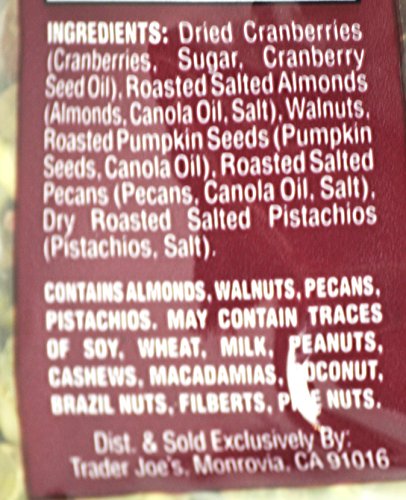 INGREDIENTS: Dried Cranberries
(Cranberries, Sugar, Cranberry
Seed Oil), Roasted Salted Almonds
(Almonds, Canola Oil, Salt), Walnuts,
Roasted Pumpkin Seeds (Pumpkin
Seeds, Canola Oil), Roasted Salted
Pecans (Pecans, Canola Oil, Salt),
Dry Roasted Salted Pistachios
(Pistachios, Salt).
CONTAINS ALMONDS, WALNUTS, PECANS,
PISTACHIOS. MAY CONTAIN TRACES
OF SOY, WHEAT, MILK, PEANUTS,
CASHEWS, MACADAMIAS, COCONUT,
BRAZIL NUTS, FILBERTS, PINE NUTS.
Dist. & Sold Exclusively By:
Trader Joe's, Monrovia, CA 91016